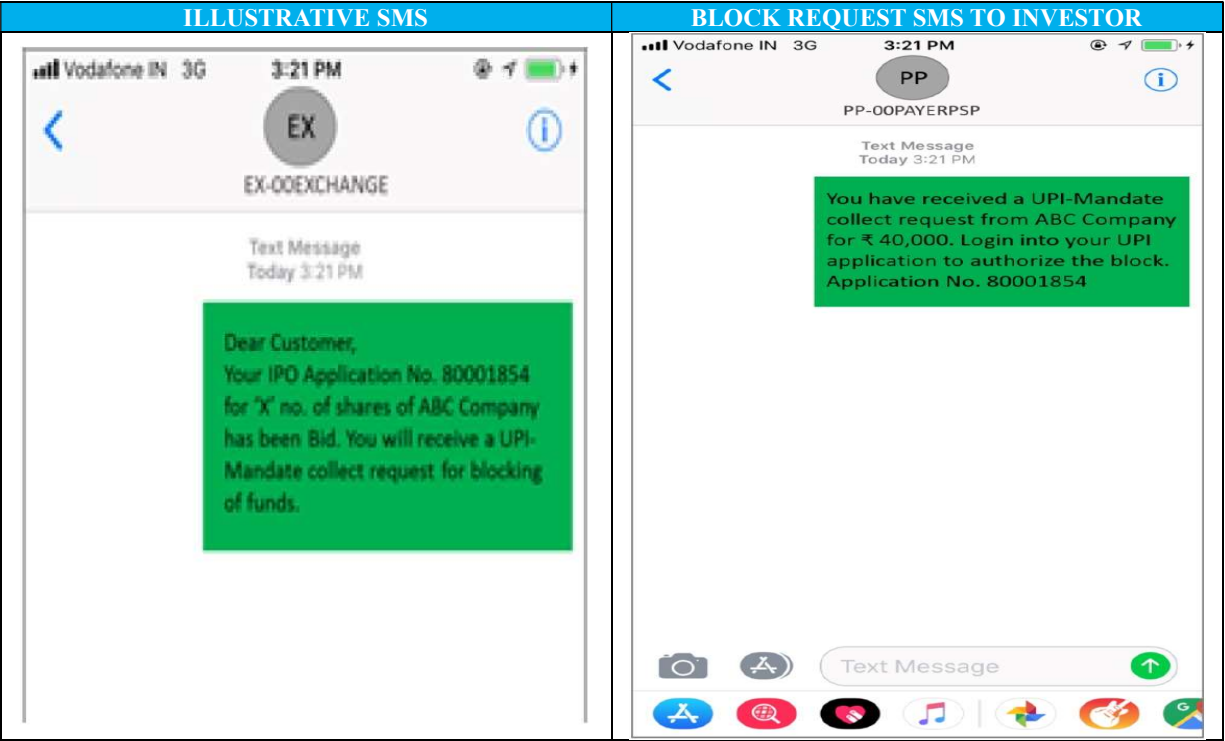 ILLUSTRATIVE SMS
Vodafone IN 3G 3:21 PM
EX
EX-00EXCHANGE
Text Message
Today 3:21 PM
Dear Customer,
Your IPO Application No. 80001854
for 'X' no. of shares of ABC Company
has been Bid. You will receive a UPI-
Mandate collect request for blocking
of funds.
BLOCK REQUEST SMS TO INVESTOR
Vodafone IN 3G 3:21 PM
PP
PP-00PAYERPSP
Text Message
Today 3:21 PM
You have received a UPI-Mandate
collect request from ABC Company
for ₹ 40,000. Login into your UPI
application to authorize the block.
Application No. 80001854
Text Message
G